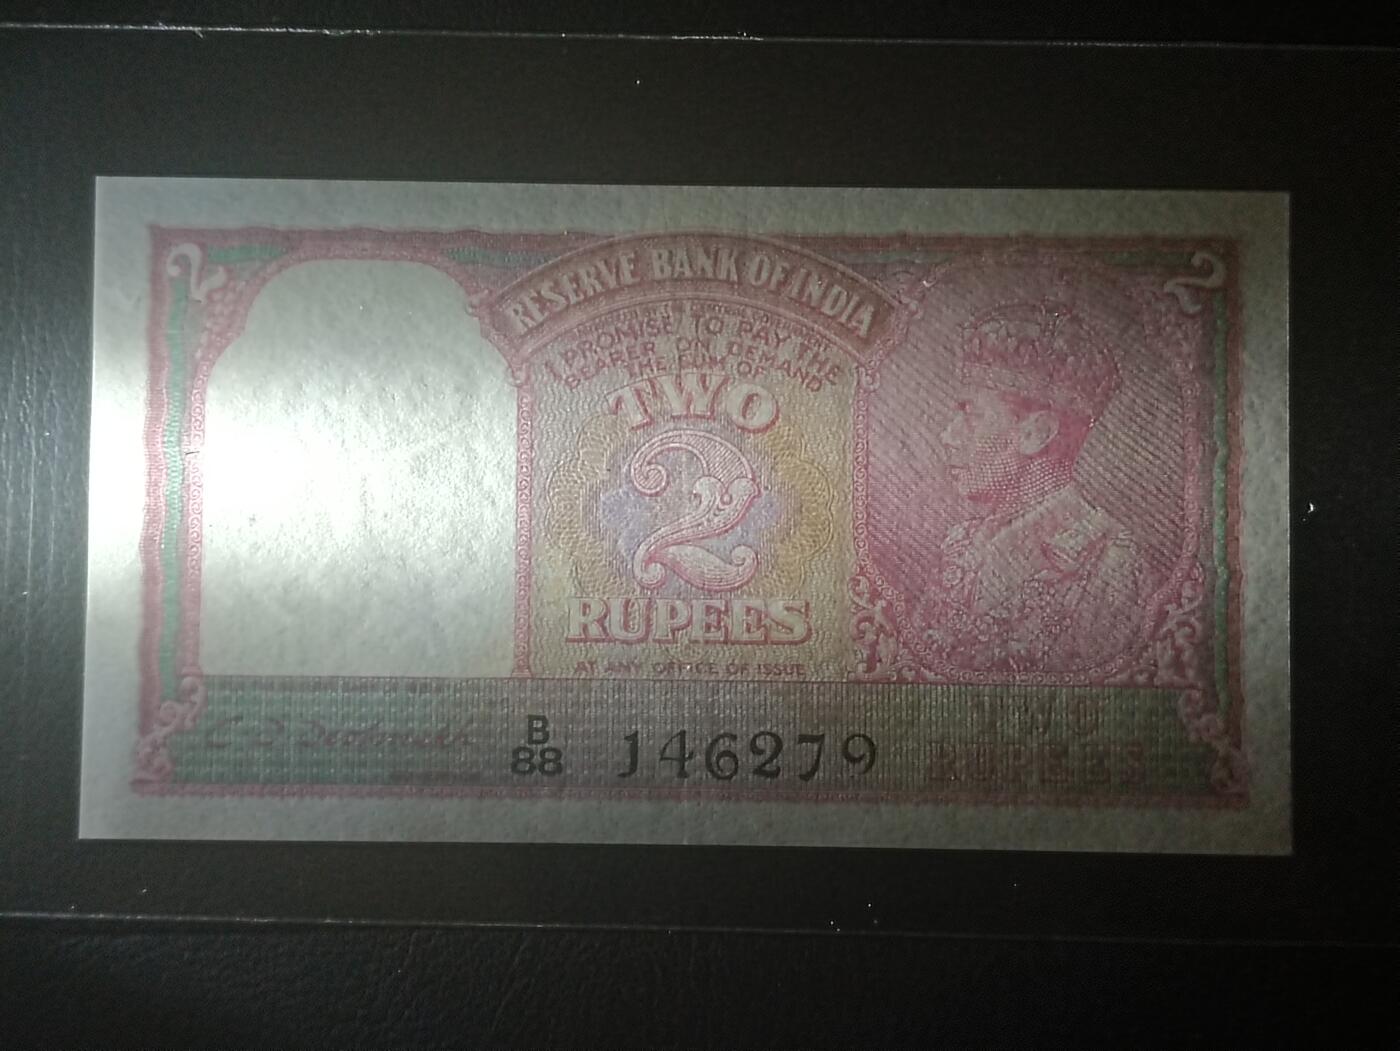 2
2
RESERVE BANK OF INDIA
I PROMISE TO PAY THE
BEARER ON DEMAND
THE SUM OF
TWO
2
RUPEES
AT ANY OFFICE OF ISSUE
C D Deshmukh
B
88
146279
TWO
RUPEES